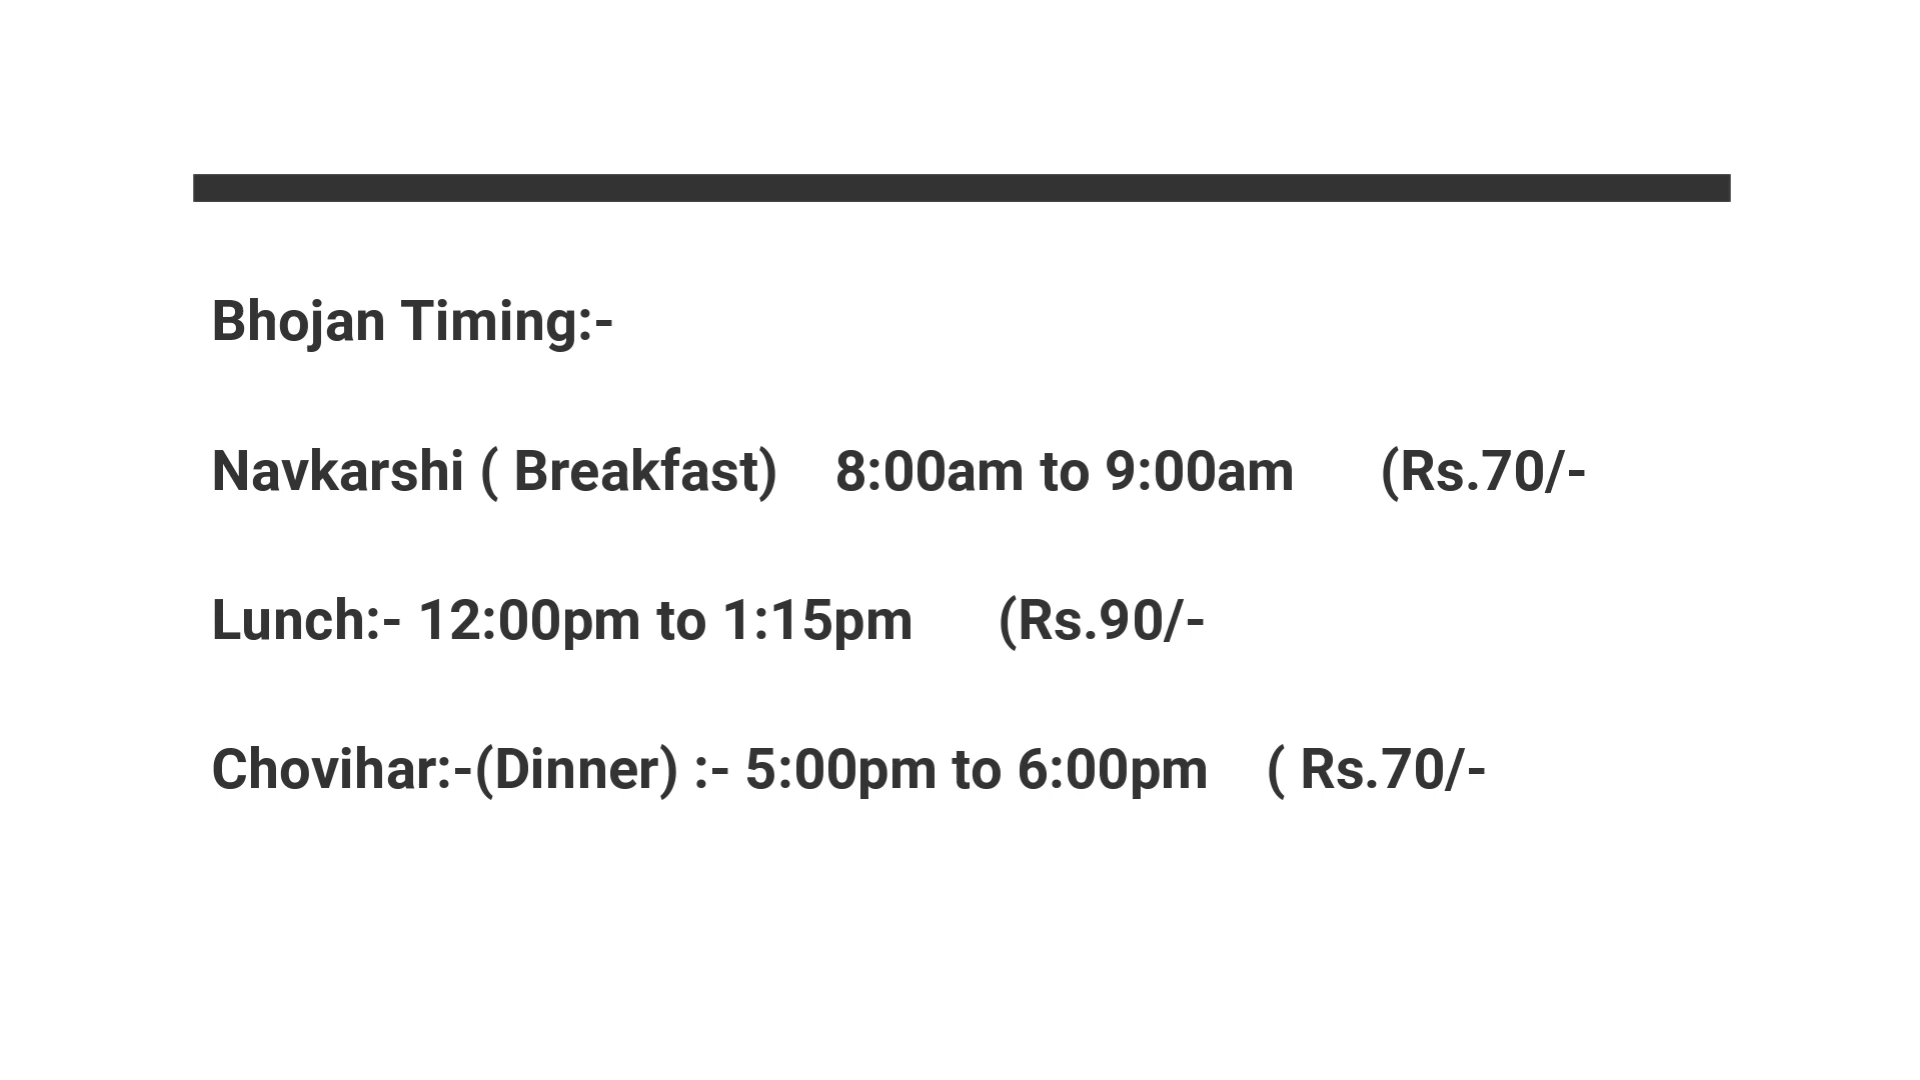 Bhojan Timing:-
Navkarshi ( Breakfast) 8:00am to 9:00am (Rs.70/-
Lunch:- 12:00pm to 1:15pm (Rs.90/-
Chovihar:-(Dinner) :- 5:00pm to 6:00pm ( Rs.70/-